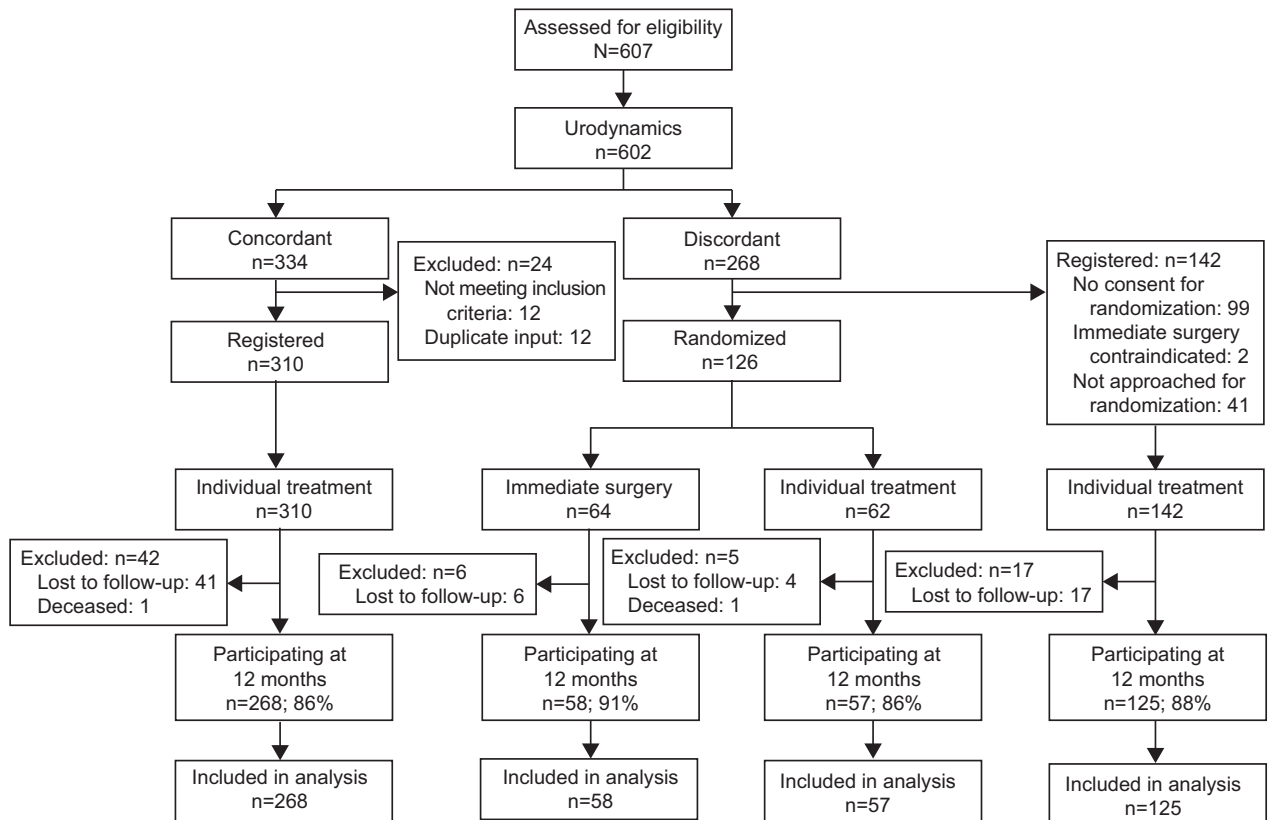 Assessed for eligibility
N=607
Urodynamics
n=602
Concordant
n=334
Discordant
n=268
Excluded: n=24
Not meeting inclusion
criteria: 12
Duplicate input: 12
Registered: n=142
No consent for
randomization: 99
Immediate surgery
contraindicated: 2
Not approached for
randomization: 41
Registered
n=310
Randomized
n=126
Individual treatment
n=310
Immediate surgery
n=64
Individual treatment
n=62
Individual treatment
n=142
Excluded: n=42
Lost to follow-up: 41
Deceased: 1
Excluded: n=6
Lost to follow-up: 6
Excluded: n=5
Lost to follow-up: 4
Deceased: 1
Excluded: n=17
Lost to follow-up: 17
Participating at
12 months
n=268; 86%
Participating at
12 months
n=58; 91%
Participating at
12 months
n=57; 86%
Participating at
12 months
n=125; 88%
Included in analysis
n=268
Included in analysis
n=58
Included in analysis
n=57
Included in analysis
n=125